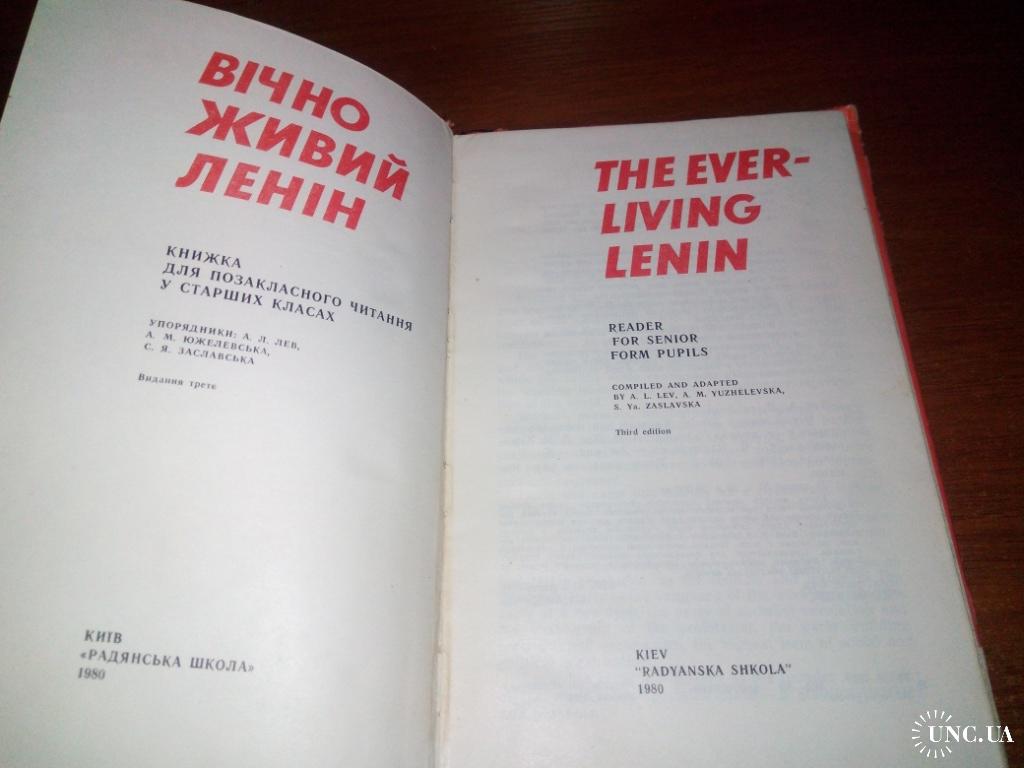 ВІЧНО
ЖИВИЙ
ЛЕНІН
КНИЖКА
ДЛЯ ПОЗАКЛАСНОГО ЧИТАННЯ
У СТАРШИХ КЛАСАХ
УПОРЯДНИКИ: А. Л. ЛЕВ,
А. М. ЮЖЕЛЕВСЬКА,
С. Я. ЗАСЛАВСЬКА
Видання третє
КИЇВ
«РАДЯНСЬКА ШКОЛА»
1980
THE EVER-
LIVING
LENIN
READER
FOR SENIOR
FORM PUPILS
COMPILED AND ADAPTED
BY A. L. LEV, A. M. YUZHELEVSKA,
S. Ya. ZASLAVSKA
Third edition
KIEV
"RADYANSKA SHKOLA"
1980
UNC.UA